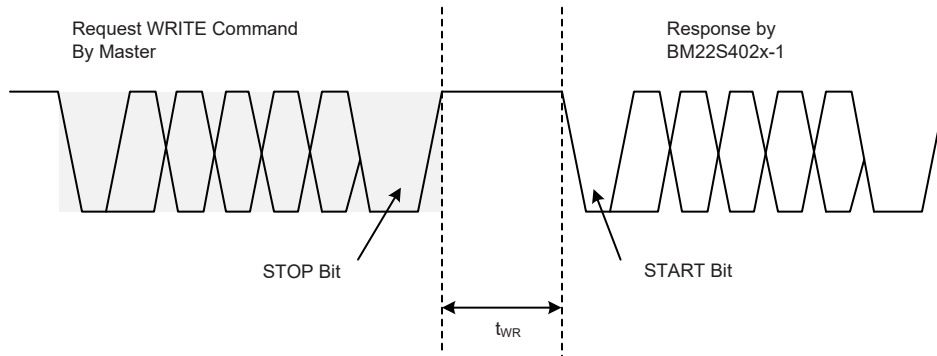 Request WRITE Command
By Master
Response by
BM22S402x-1
STOP Bit
START Bit
tWR